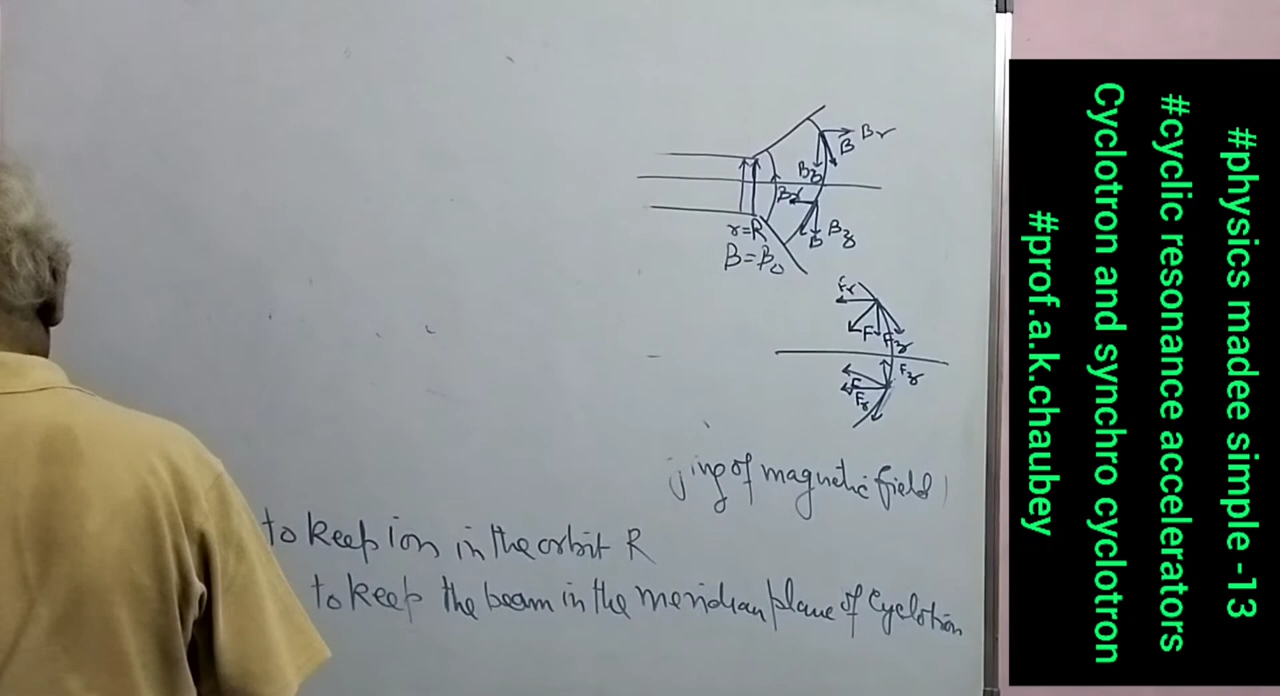 Br
B
Bz
Br
Bz
B
r=R
B=B0
Fr
F
Fz
Fz
F
Fr
ing of magnetic field
to keep ion in the orbit R
to keep the beam in the meridian plane of Cyclotron
#physics madee simple -13
#cyclic resonance accelerators
Cyclotron and synchro cyclotron
#prof.a.k.chaubey